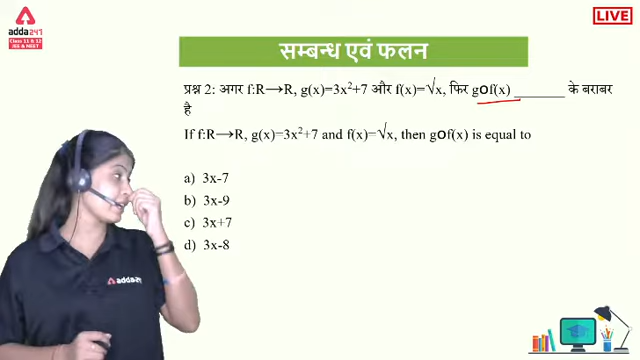 adda247
Class 11 & 12
JEE & NEET
LIVE
सम्बन्ध एवं फलन
प्रश्न 2: अगर f:R→R, g(x)=3x²+7 और f(x)=√x, फिर gOf(x) ________ के बराबर
है
If f:R→R, g(x)=3x²+7 and f(x)=√x, then gOf(x) is equal to
a) 3x-7
b) 3x-9
c) 3x+7
d) 3x-8
adda247